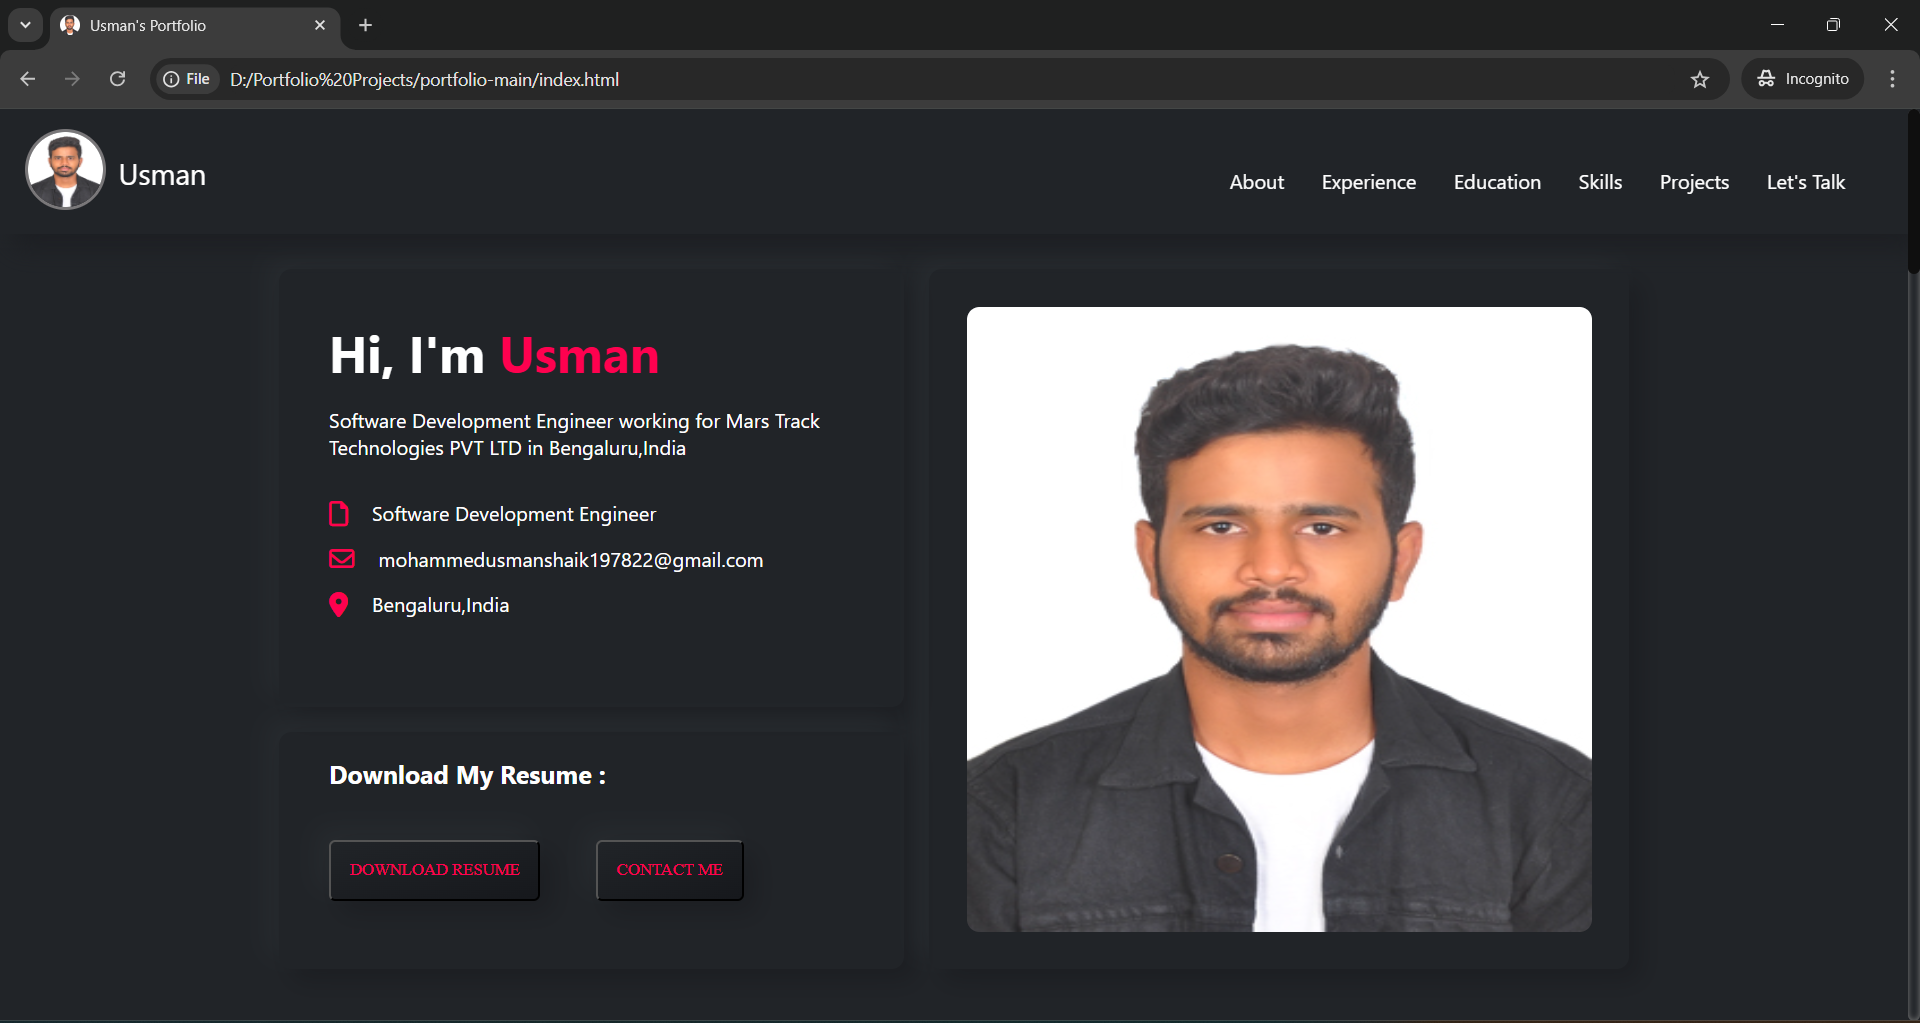 Usman's Portfolio
File D:/Portfolio%20Projects/portfolio-main/index.html Incognito
Usman About Experience Education Skills Projects Let's Talk
Hi, I'm Usman
Software Development Engineer working for Mars Track
Technologies PVT LTD in Bengaluru,India
Software Development Engineer
mohammedusmanshaik197822@gmail.com
Bengaluru,India
Download My Resume :
DOWNLOAD RESUME CONTACT ME